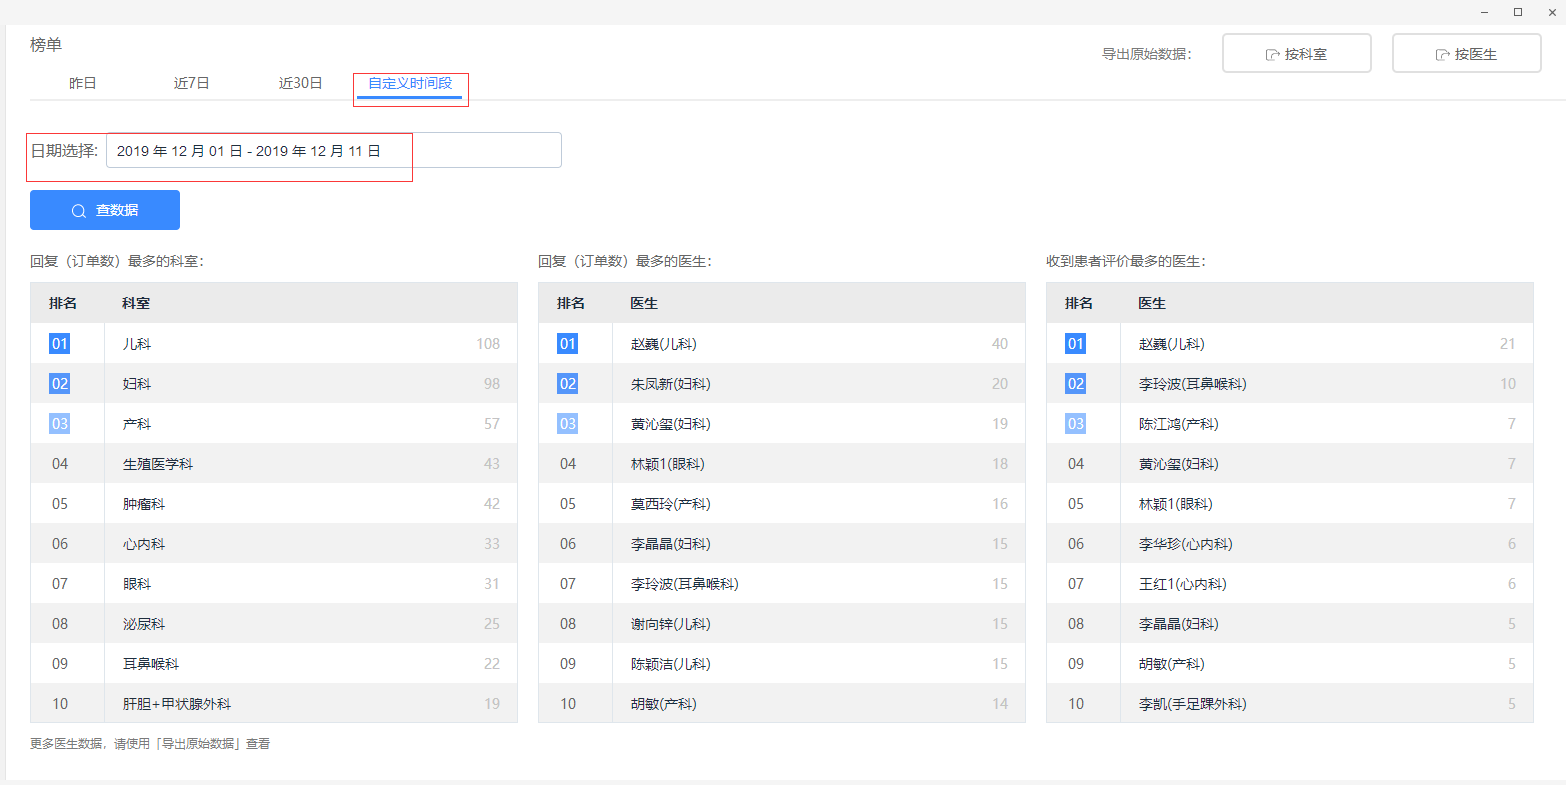 榜单
导出原始数据:
按科室
按医生
昨日 近7日 近30日 自定义时间段
日期选择: 2019 年 12 月 01 日 - 2019 年 12 月 11 日
查数据
回复（订单数）最多的科室:
排名 科室
01 儿科 108
02 妇科 98
03 产科 57
04 生殖医学科 43
05 肿瘤科 42
06 心内科 33
07 眼科 31
08 泌尿科 25
09 耳鼻喉科 22
10 肝胆+甲状腺外科 19
回复（订单数）最多的医生:
排名 医生
01 赵巍(儿科) 40
02 朱凤新(妇科) 20
03 黄沁玺(妇科) 19
04 林颖1(眼科) 18
05 莫西玲(产科) 16
06 李晶晶(妇科) 15
07 李玲波(耳鼻喉科) 15
08 谢向锌(儿科) 15
09 陈颖洁(儿科) 15
10 胡敏(产科) 14
收到患者评价最多的医生:
排名 医生
01 赵巍(儿科) 21
02 李玲波(耳鼻喉科) 10
03 陈江鸿(产科) 7
04 黄沁玺(妇科) 7
05 林颖1(眼科) 7
06 李华珍(心内科) 6
07 王红1(心内科) 6
08 李晶晶(妇科) 5
09 胡敏(产科) 5
10 李凯(手足踝外科) 5
更多医生数据，请使用「导出原始数据」查看